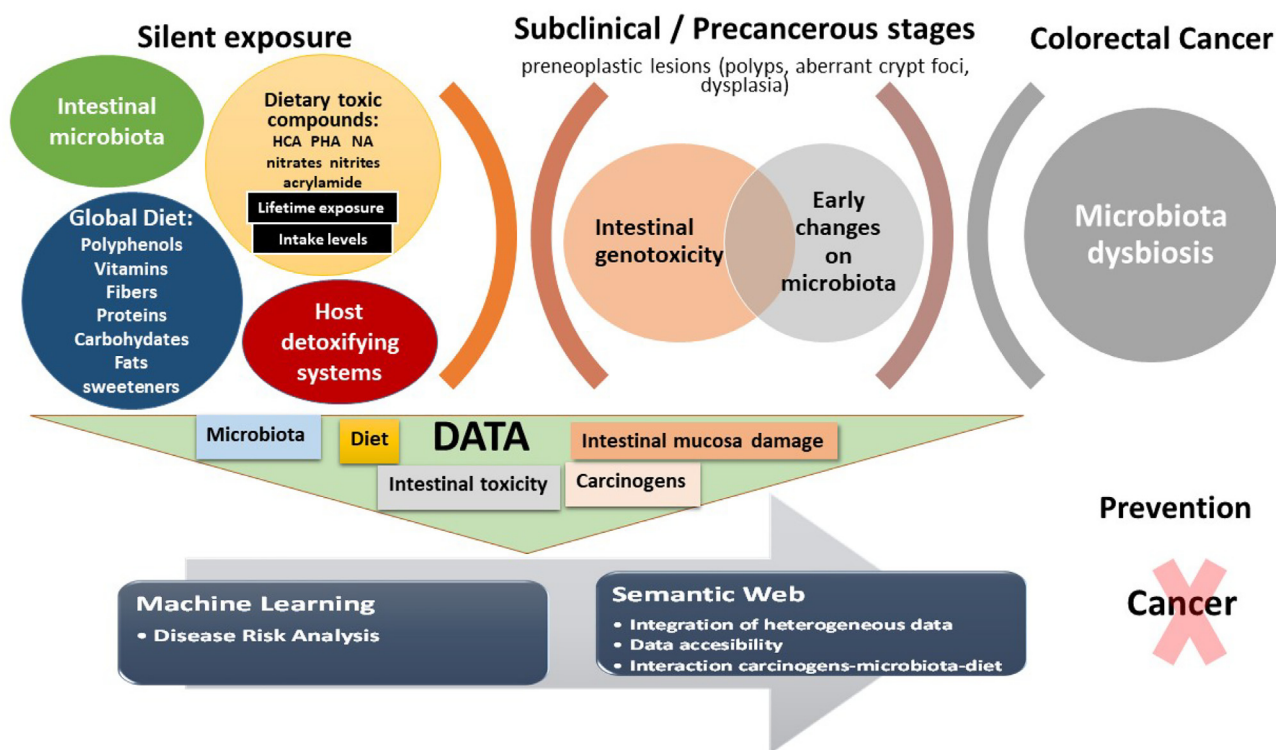 Silent exposure
Intestinal
microbiota
Dietary toxic
compounds:
HCA PHA NA
nitrates nitrites
acrylamide
Lifetime exposure
Intake levels
Global Diet:
Polyphenols
Vitamins
Fibers
Proteins
Carbohydates
Fats
sweeteners
Host
detoxifying
systems
Subclinical / Precancerous stages
preneoplastic lesions (polyps, aberrant crypt foci,
dysplasia)
Intestinal
genotoxicity
Early
changes
on
microbiota
Colorectal Cancer
Microbiota
dysbiosis
DATA
Microbiota
Diet
Intestinal mucosa damage
Intestinal toxicity
Carcinogens
Machine Learning
• Disease Risk Analysis
Semantic Web
• Integration of heterogeneous data
• Data accesibility
• Interaction carcinogens-microbiota-diet
Prevention
Cancer